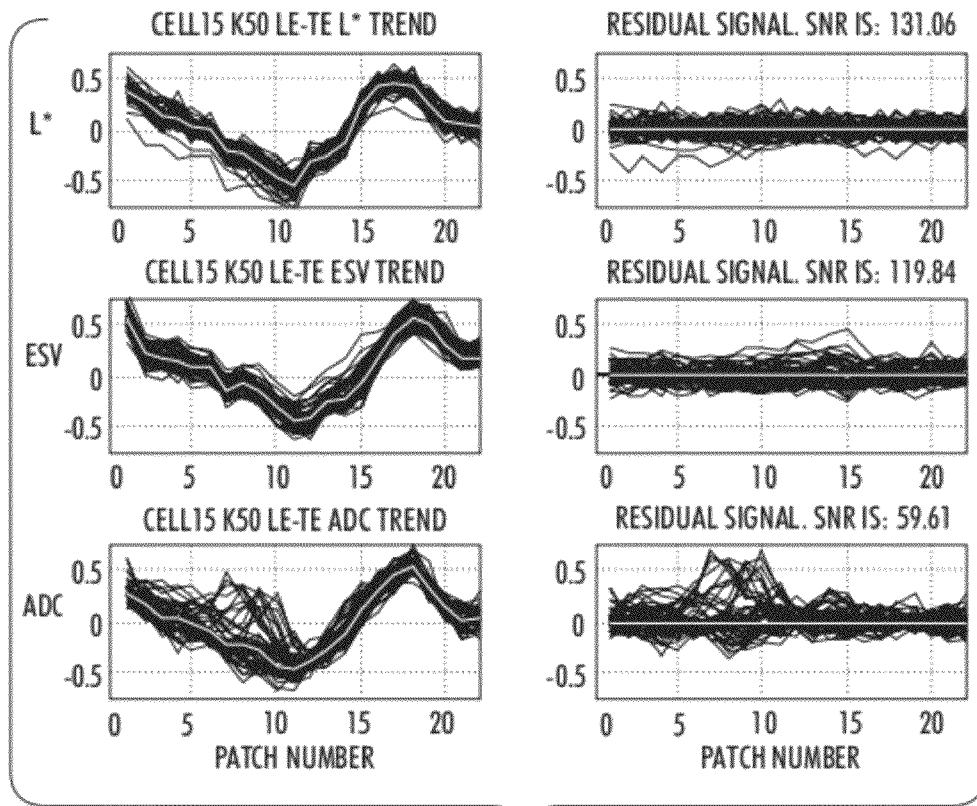 CELL15 K50 LE-TE L* TREND
L*
0.5
0
-0.5
0 5 10 15 20
RESIDUAL SIGNAL. SNR IS: 131.06
0.5
0
-0.5
0 5 10 15 20
CELL15 K50 LE-TE ESV TREND
ESV
0.5
0
-0.5
0 5 10 15 20
RESIDUAL SIGNAL. SNR IS: 119.84
0.5
0
-0.5
0 5 10 15 20
CELL15 K50 LE-TE ADC TREND
ADC
0.5
0
-0.5
0 5 10 15 20
PATCH NUMBER
RESIDUAL SIGNAL. SNR IS: 59.61
0.5
0
-0.5
0 5 10 15 20
PATCH NUMBER